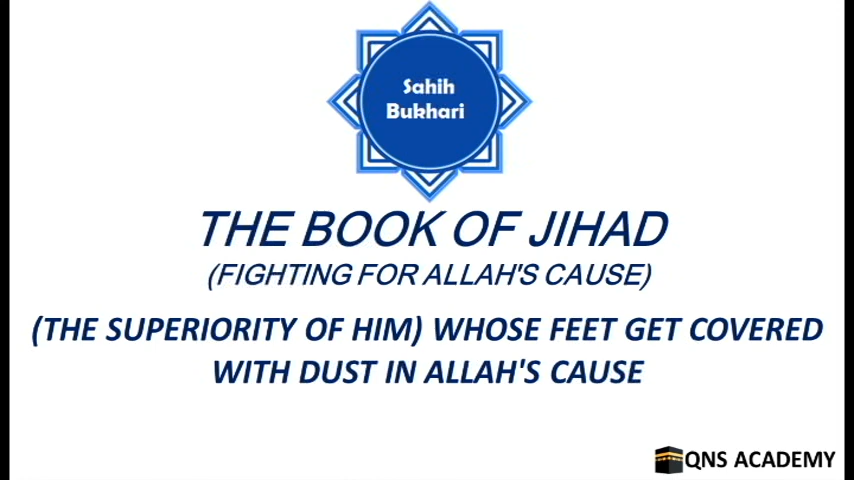 Sahih
Bukhari
THE BOOK OF JIHAD
(FIGHTING FOR ALLAH'S CAUSE)
(THE SUPERIORITY OF HIM) WHOSE FEET GET COVERED
WITH DUST IN ALLAH'S CAUSE
QNS ACADEMY